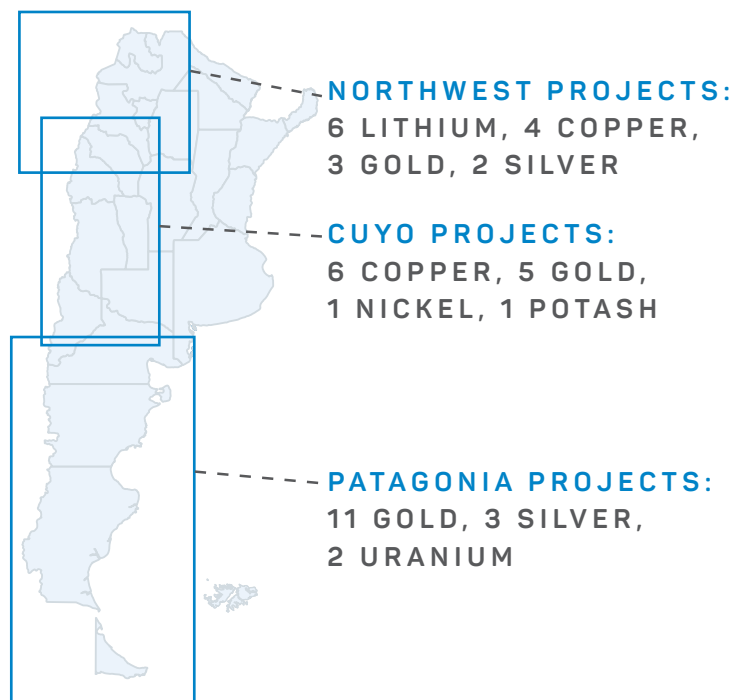 NORTHWEST PROJECTS:
6 LITHIUM, 4 COPPER,
3 GOLD, 2 SILVER
CUYO PROJECTS:
6 COPPER, 5 GOLD,
1 NICKEL, 1 POTASH
PATAGONIA PROJECTS:
11 GOLD, 3 SILVER,
2 URANIUM